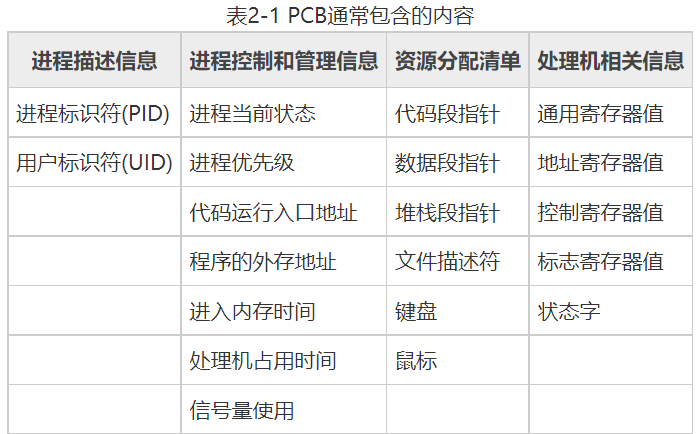 表2-1 PCB通常包含的内容
进程描述信息 进程控制和管理信息 资源分配清单 处理机相关信息
进程标识符(PID) 进程当前状态 代码段指针 通用寄存器值
用户标识符(UID) 进程优先级 数据段指针 地址寄存器值
代码运行入口地址 堆栈段指针 控制寄存器值
程序的外存地址 文件描述符 标志寄存器值
进入内存时间 键盘 状态字
处理机占用时间 鼠标
信号量使用